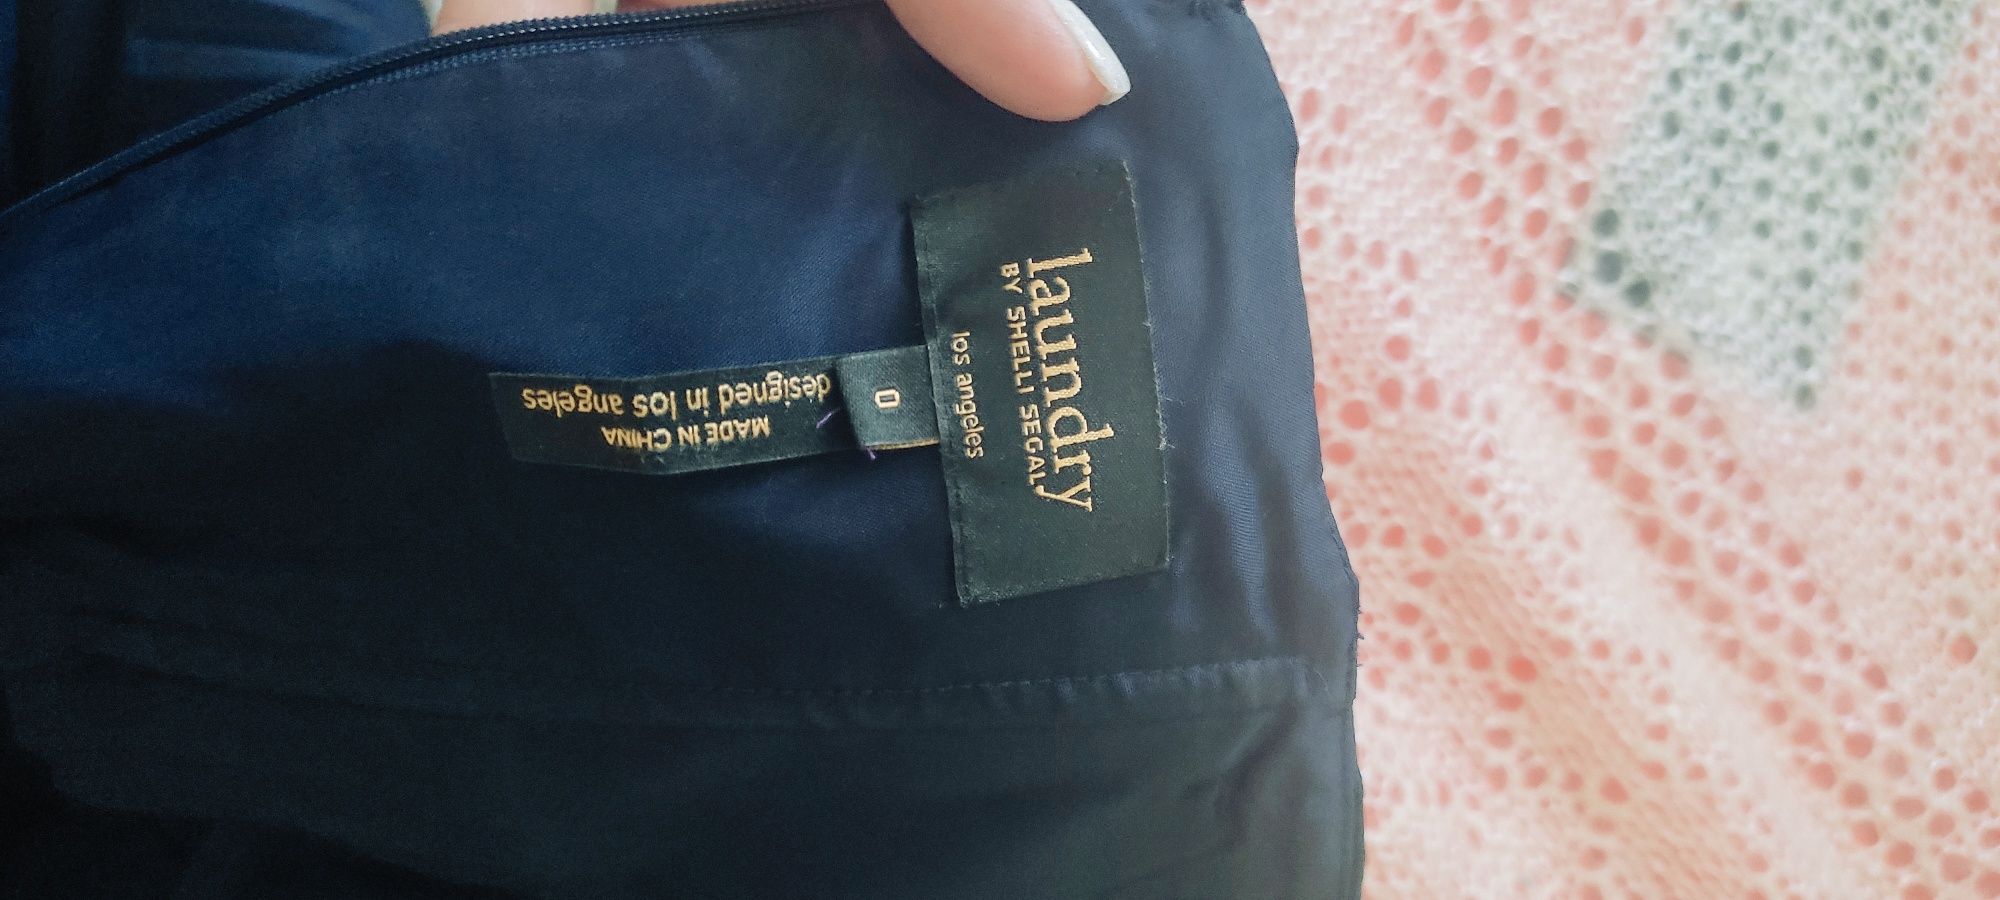 laundry
BY SHELLI SEGAL
los angeles
0
designed in los angeles
MADE IN CHINA